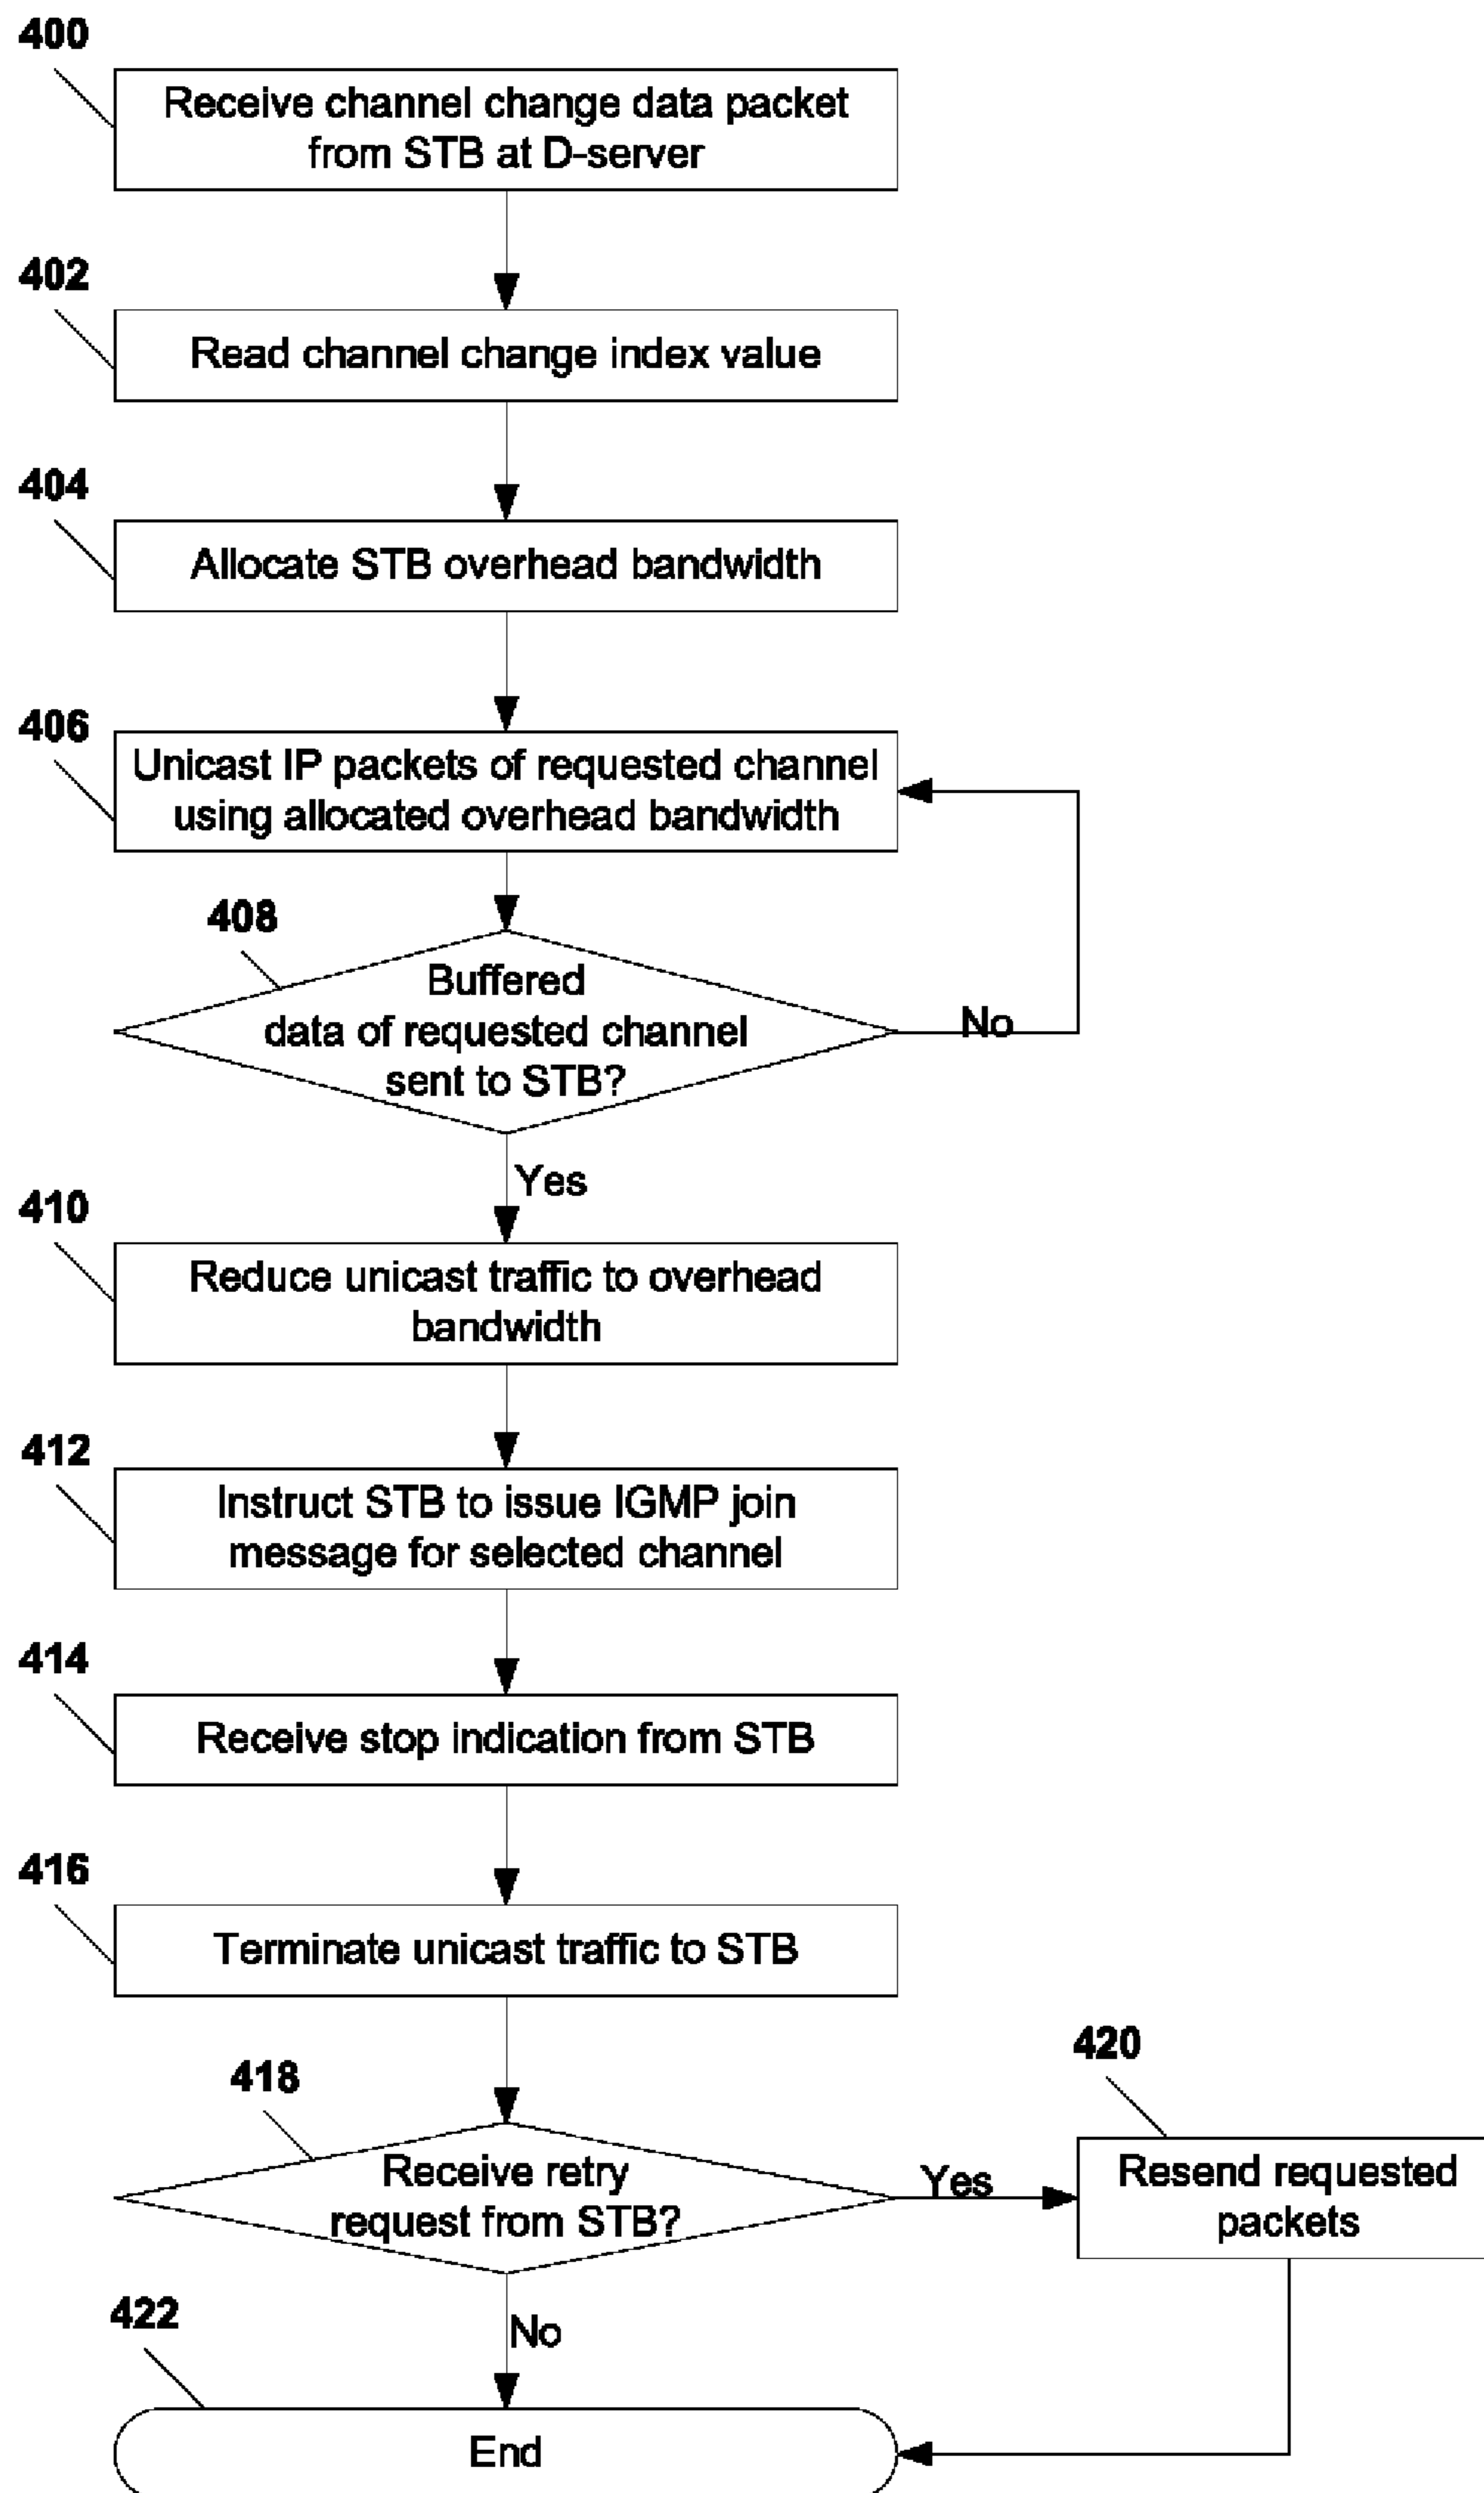 400
Receive channel change data packet
from STB at D-server
402
Read channel change index value
404
Allocate STB overhead bandwidth
406
Unicast IP packets of requested channel
using allocated overhead bandwidth
408
Buffered
data of requested channel
sent to STB?
No
Yes
410
Reduce unicast traffic to overhead
bandwidth
412
Instruct STB to issue IGMP join
message for selected channel
414
Receive stop indication from STB
416
Terminate unicast traffic to STB
418
Receive retry
request from STB?
Yes
420
Resend requested
packets
No
422
End